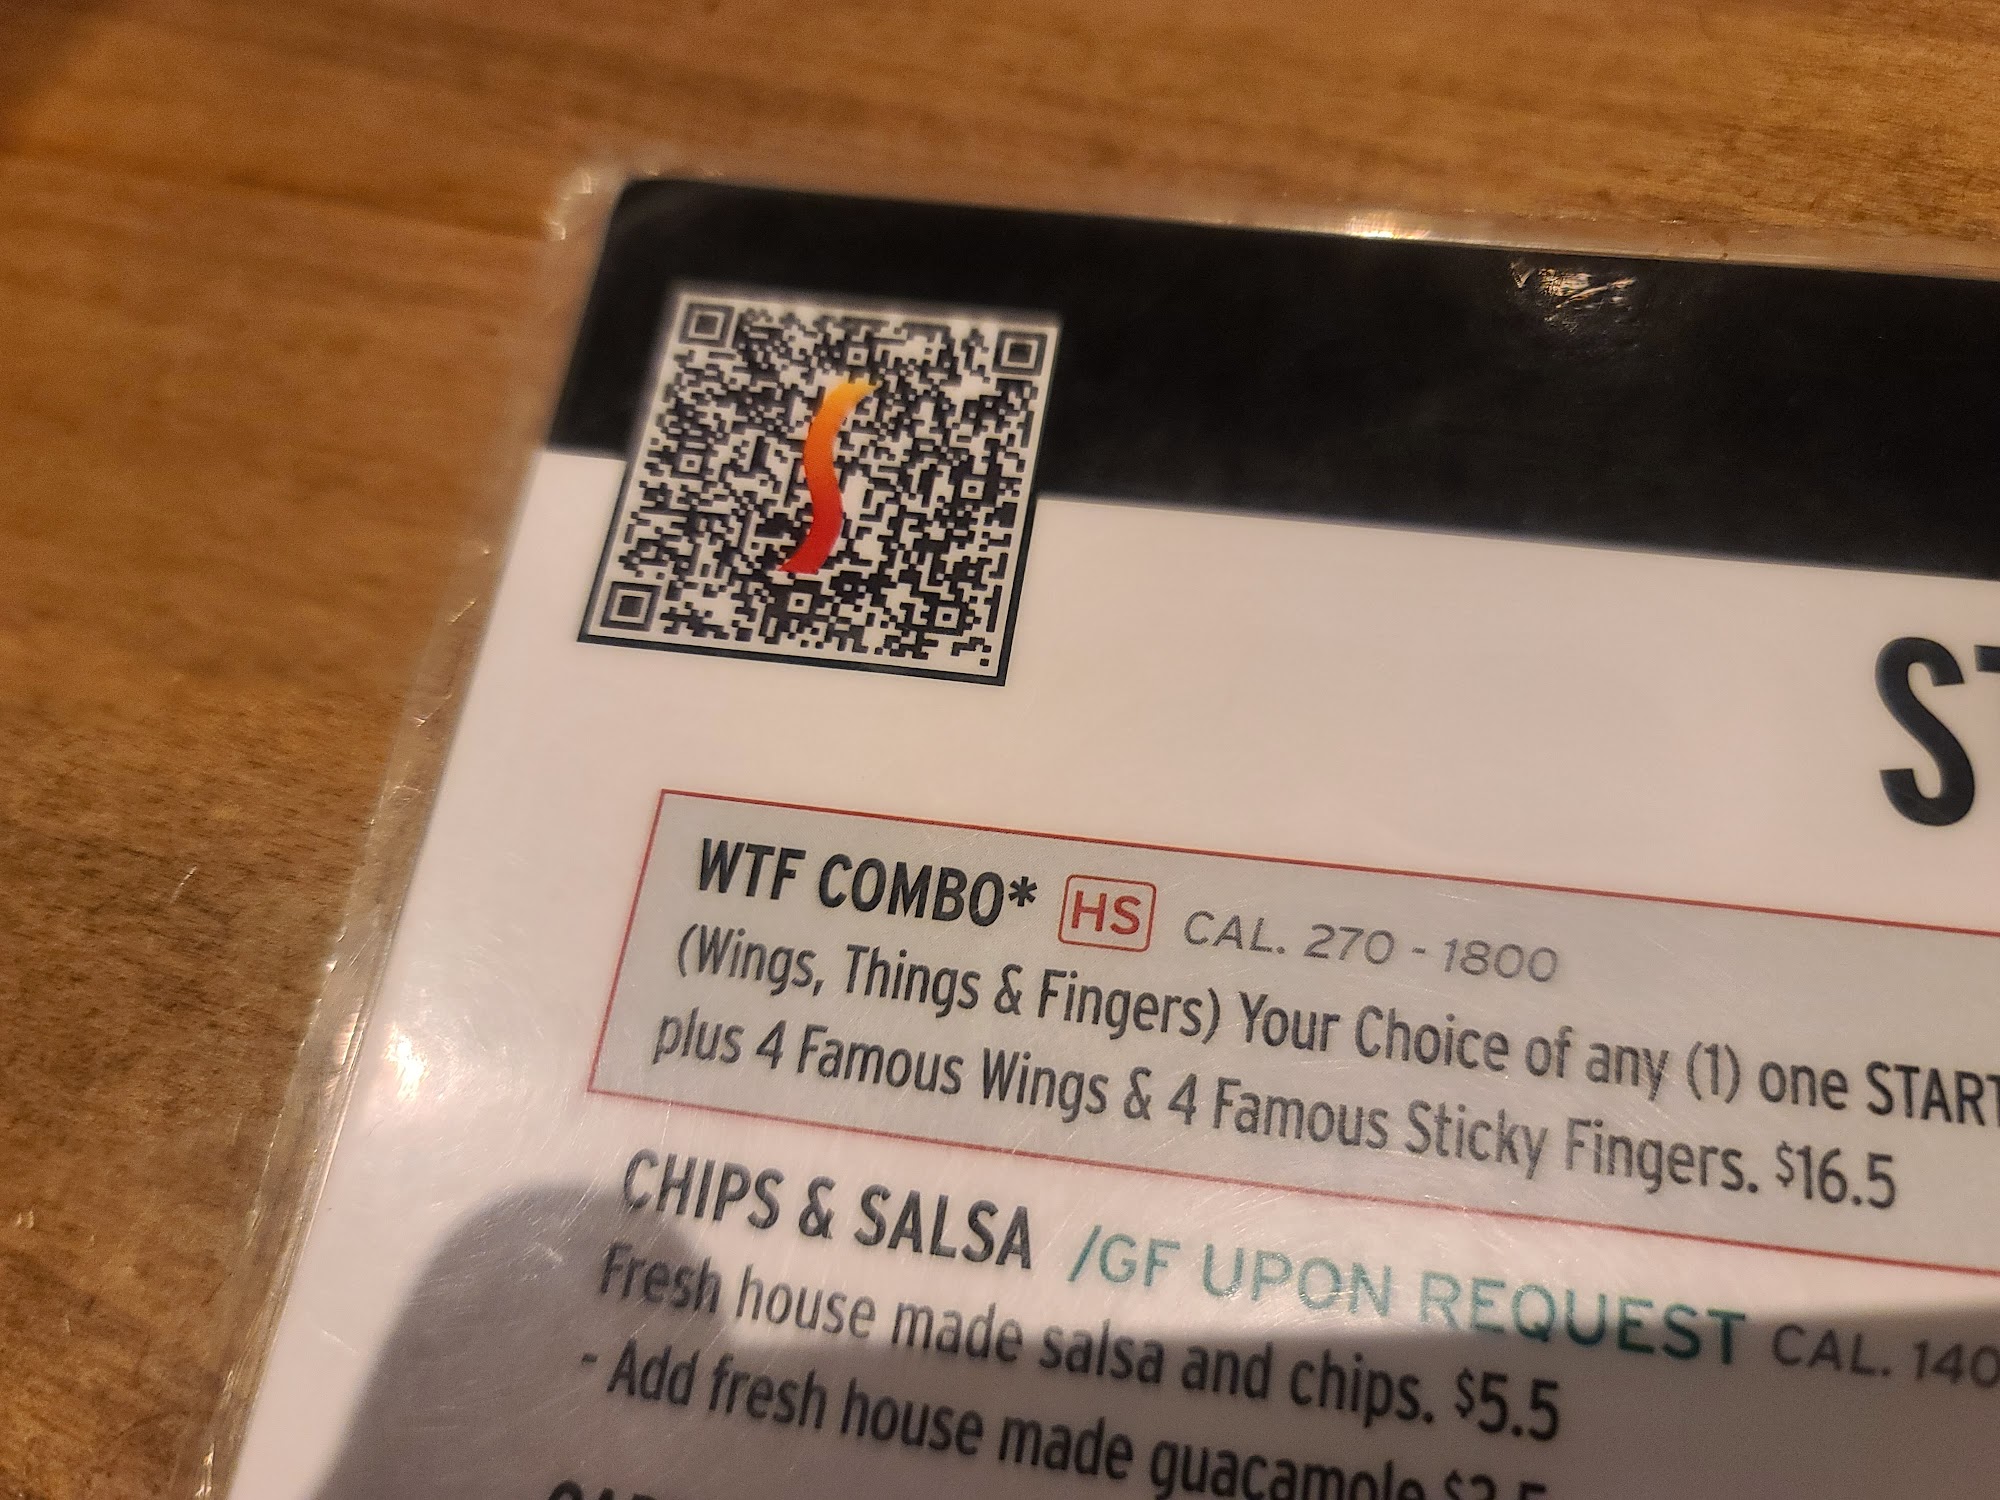 ST
WTF COMBO* HS CAL. 270 - 1800
(Wings, Things & Fingers) Your Choice of any (1) one START
plus 4 Famous Wings & 4 Famous Sticky Fingers. $16.5
CHIPS & SALSA /GF UPON REQUEST CAL. 140
Fresh house made salsa and chips. $5.5
- Add fresh house made guacamole